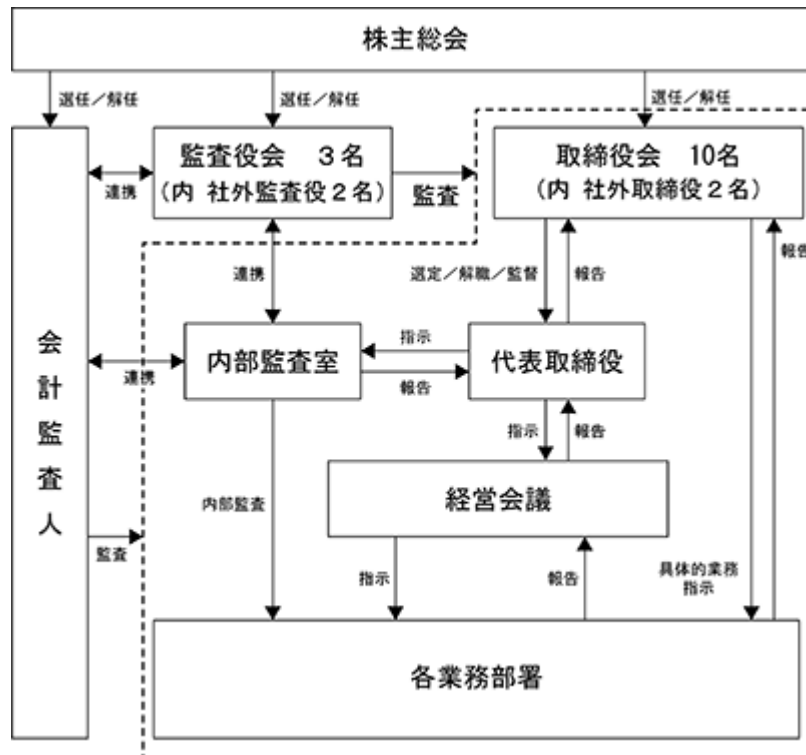 株主総会
選任／解任
選任／解任
選任／解任
監査役会　３名
(内 社外監査役２名)
取締役会　10名
(内 社外取締役２名)
連携
監査
連携
選定／解職／監督
報告
報告
会計監査人
内部監査室
代表取締役
指示
報告
連携
指示
報告
経営会議
内部監査
監査
指示
報告
具体的業務
指示
各業務部署